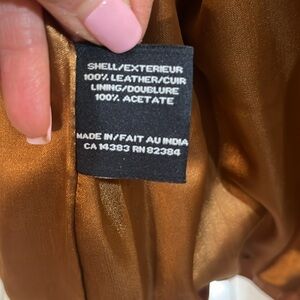 SHELL/EXTERIEUR
100% LEATHER/CUIR
LINING/DOUBLURE
100% ACETATE
MADE IN/FAIT AU INDIA
CA 14383 RN 82384